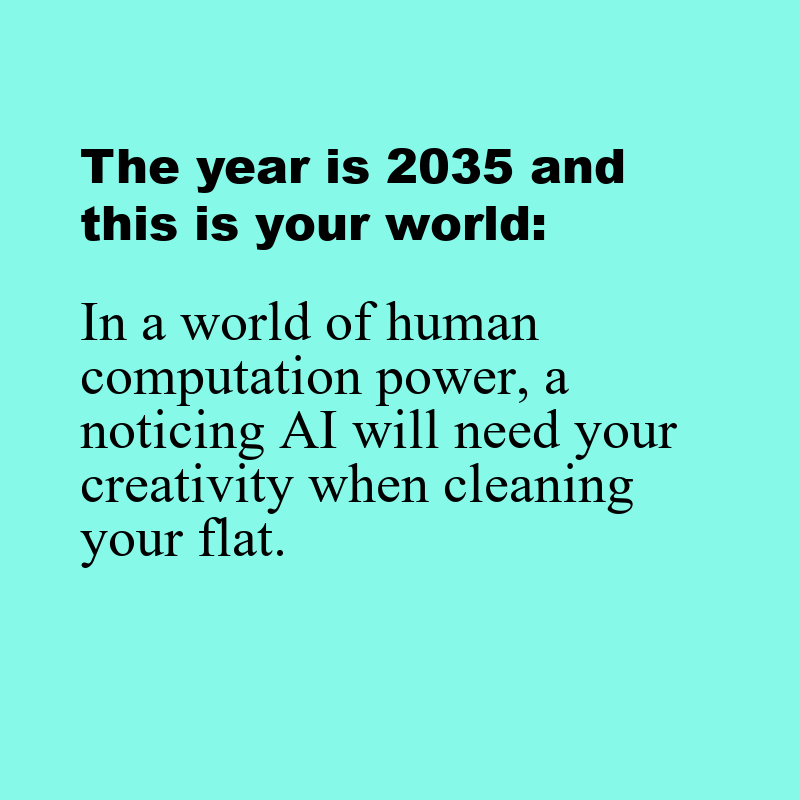 The year is 2035 and
this is your world:
In a world of human
computation power, a
noticing AI will need your
creativity when cleaning
your flat.